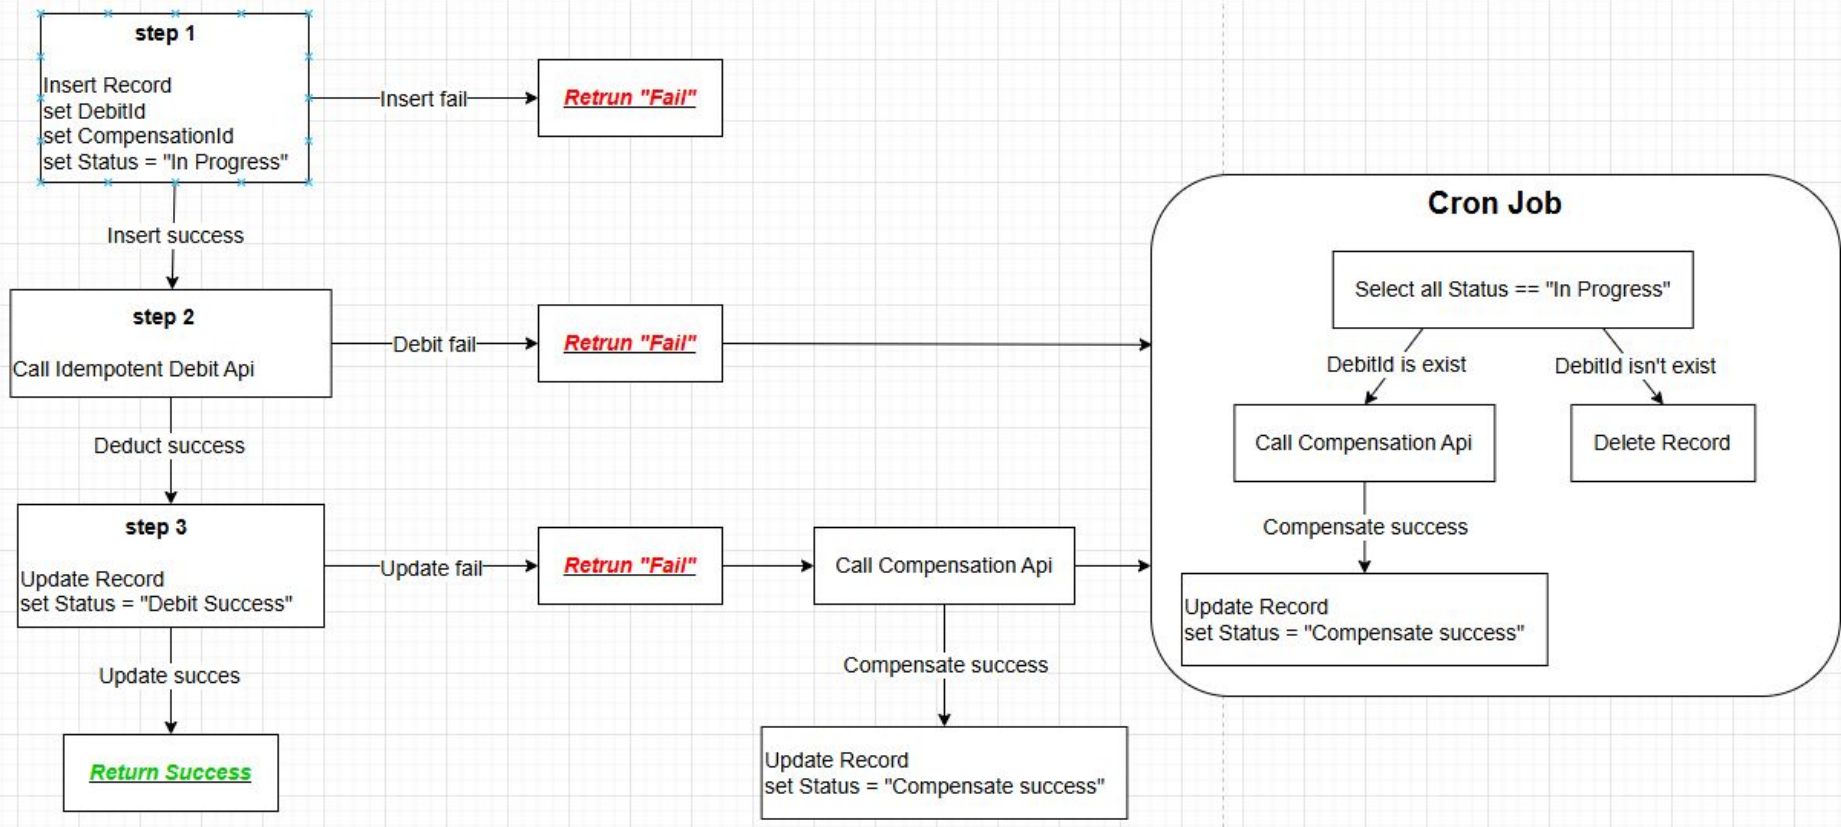 step 1
Insert Record
set DebitId
set CompensationId
set Status = "In Progress"
Insert fail
Retrun "Fail"
Insert success
step 2
Call Idempotent Debit Api
Debit fail
Retrun "Fail"
Deduct success
step 3
Update Record
set Status = "Debit Success"
Update fail
Retrun "Fail"
Call Compensation Api
Update succes
Return Success
Compensate success
Update Record
set Status = "Compensate success"
Cron Job
Select all Status == "In Progress"
DebitId is exist
DebitId isn't exist
Call Compensation Api
Delete Record
Compensate success
Update Record
set Status = "Compensate success"